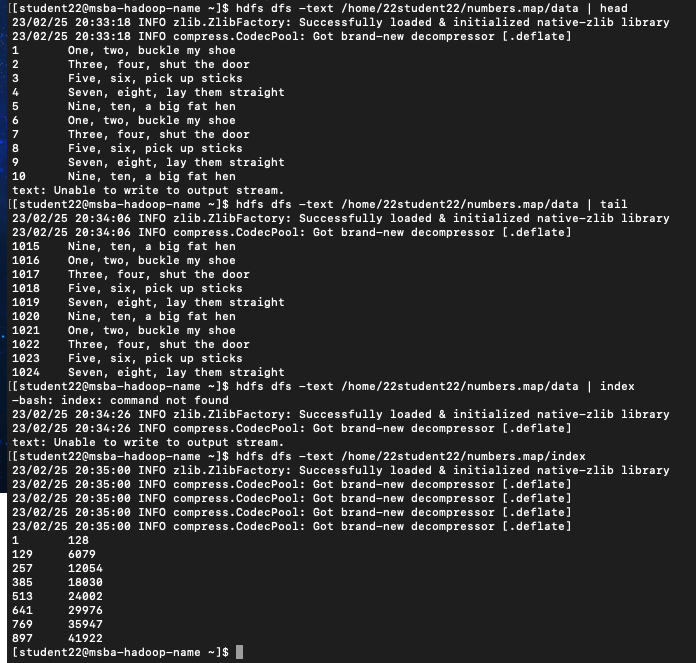 [[student22@msba-hadoop-name ~]$ hdfs dfs -text /home/22student22/numbers.map/data | head
23/02/25 20:33:18 INFO zlib.ZlibFactory: Successfully loaded & initialized native-zlib library
23/02/25 20:33:18 INFO compress.CodecPool: Got brand-new decompressor [.deflate]
1 One, two, buckle my shoe
2 Three, four, shut the door
3 Five, six, pick up sticks
4 Seven, eight, lay them straight
5 Nine, ten, a big fat hen
6 One, two, buckle my shoe
7 Three, four, shut the door
8 Five, six, pick up sticks
9 Seven, eight, lay them straight
10 Nine, ten, a big fat hen
text: Unable to write to output stream.
[[student22@msba-hadoop-name ~]$ hdfs dfs -text /home/22student22/numbers.map/data | tail
23/02/25 20:34:06 INFO zlib.ZlibFactory: Successfully loaded & initialized native-zlib library
23/02/25 20:34:06 INFO compress.CodecPool: Got brand-new decompressor [.deflate]
1015 Nine, ten, a big fat hen
1016 One, two, buckle my shoe
1017 Three, four, shut the door
1018 Five, six, pick up sticks
1019 Seven, eight, lay them straight
1020 Nine, ten, a big fat hen
1021 One, two, buckle my shoe
1022 Three, four, shut the door
1023 Five, six, pick up sticks
1024 Seven, eight, lay them straight
[[student22@msba-hadoop-name ~]$ hdfs dfs -text /home/22student22/numbers.map/data | index
-bash: index: command not found
23/02/25 20:34:26 INFO zlib.ZlibFactory: Successfully loaded & initialized native-zlib library
23/02/25 20:34:26 INFO compress.CodecPool: Got brand-new decompressor [.deflate]
text: Unable to write to output stream.
[[student22@msba-hadoop-name ~]$ hdfs dfs -text /home/22student22/numbers.map/index
23/02/25 20:35:00 INFO zlib.ZlibFactory: Successfully loaded & initialized native-zlib library
23/02/25 20:35:00 INFO compress.CodecPool: Got brand-new decompressor [.deflate]
23/02/25 20:35:00 INFO compress.CodecPool: Got brand-new decompressor [.deflate]
23/02/25 20:35:00 INFO compress.CodecPool: Got brand-new decompressor [.deflate]
23/02/25 20:35:00 INFO compress.CodecPool: Got brand-new decompressor [.deflate]
1 128
129 6079
257 12054
385 18030
513 24002
641 29976
769 35947
897 41922
[student22@msba-hadoop-name ~]$